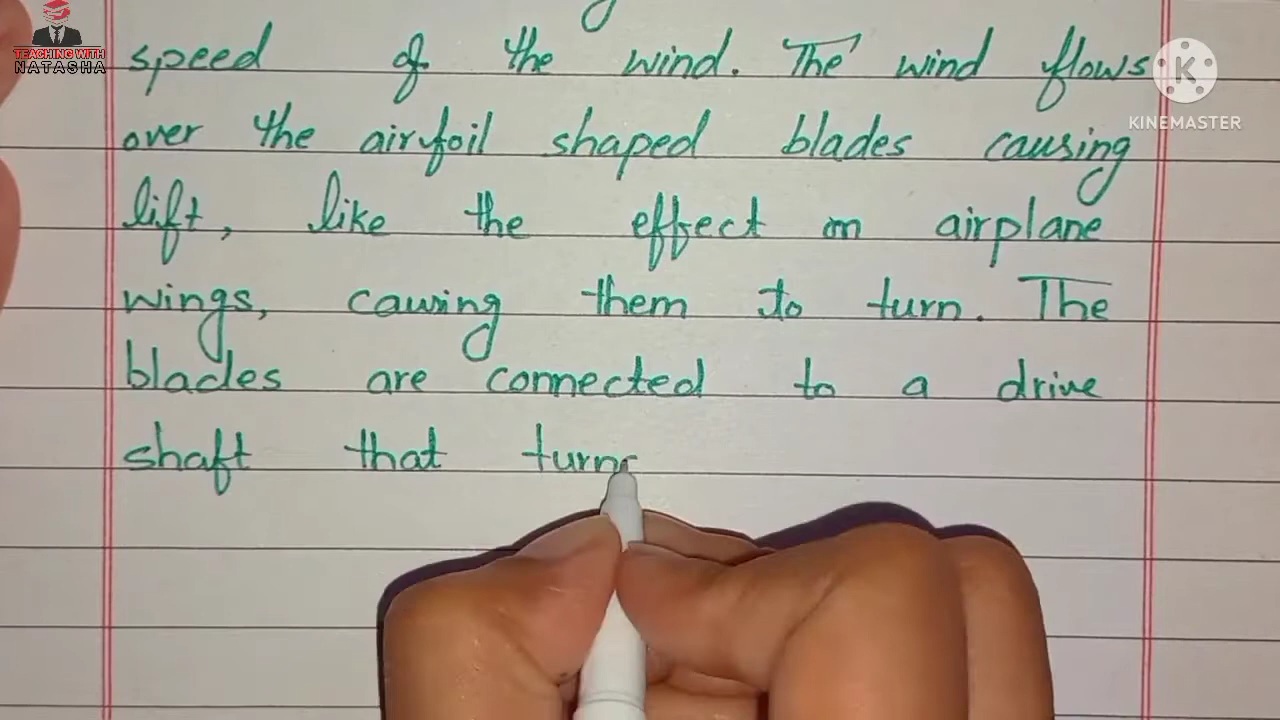 TEACHING WITH
NATASHA
K
KINEMASTER
speed of the wind. The wind flows
over the airfoil shaped blades causing
lift, like the effect on airplane
wings, causing them to turn. The
blades are connected to a drive
shaft that turns